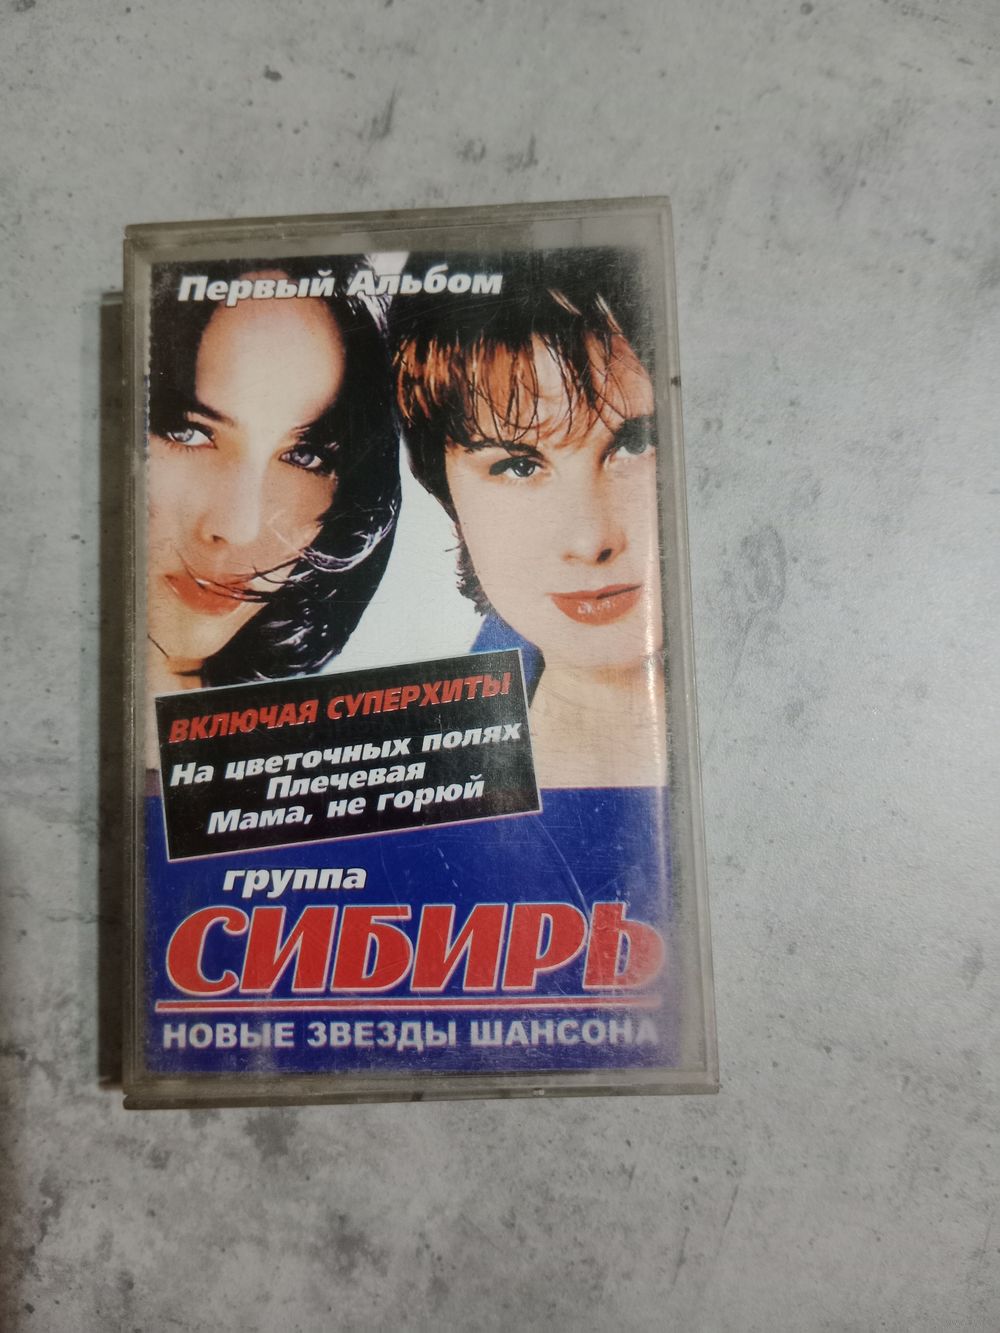 Первый Альбом
ВКЛЮЧАЯ СУПЕРХИТЫ
На цветочных полях
Плечевая
Мама, не горюй
группа
СИБИРЬ
НОВЫЕ ЗВЕЗДЫ ШАНСОНА